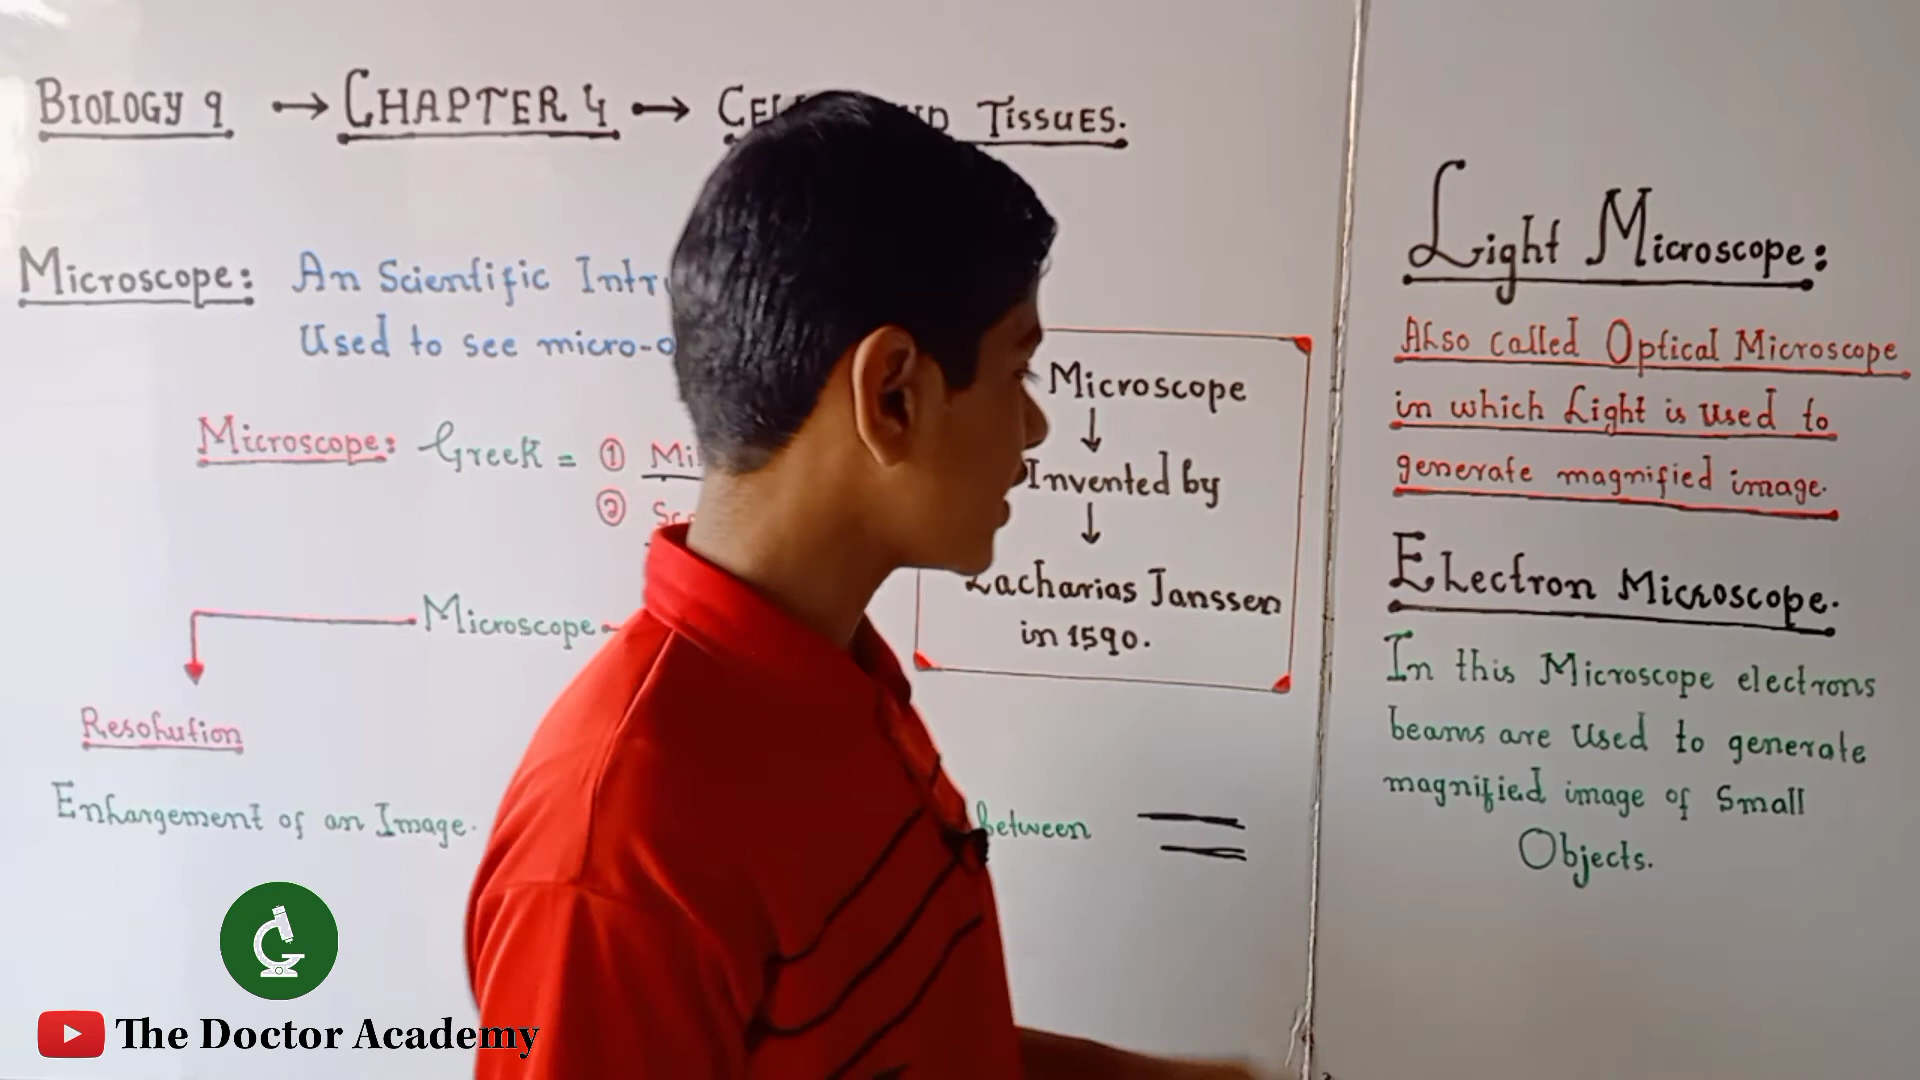 BIOLOGY 9 → CHAPTER 4 → TISSUES.
Microscope: An Scientific
Used to see
Microscope: Greek = ①
②
Microscope
Resolution
Enlargement of an Image.
between
Microscope
↓
Invented by
↓
Zacharias Janssen
in 1590.
Light Microscope:
Also called Optical Microscope
in which Light is used to
generate magnified image.
Electron Microscope.
In this Microscope electrons
beams are used to generate
magnified image of Small
Objects.
The Doctor Academy